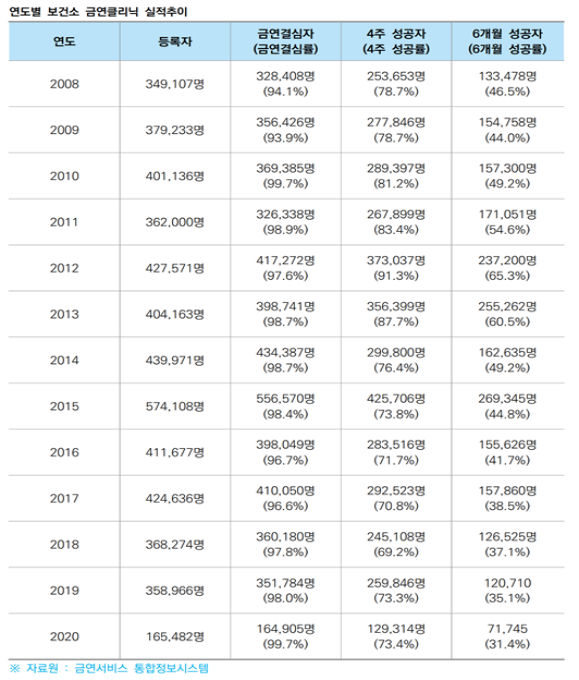 연도별 보건소 금연클리닉 실적추이
연도 등록자 금연결심자 4주 성공자 6개월 성공자
(금연결심률) (4주 성공률) (6개월 성공률)
2008 349,107명 328,408명 253,653명 133,478명
(94.1%) (78.7%) (46.5%)
2009 379,233명 356,426명 277,846명 154,758명
(93.9%) (78.7%) (44.0%)
2010 401,136명 369,385명 289,397명 157,300명
(99.7%) (81.2%) (49.2%)
2011 362,000명 326,338명 267,899명 171,051명
(98.9%) (83.4%) (54.6%)
2012 427,571명 417,272명 373,037명 237,200명
(97.6%) (91.3%) (65.3%)
2013 404,163명 398,741명 356,399명 255,262명
(98.7%) (87.7%) (60.5%)
2014 439,971명 434,387명 299,800명 162,635명
(98.7%) (76.4%) (49.2%)
2015 574,108명 556,570명 425,706명 269,345명
(98.4%) (73.8%) (44.8%)
2016 411,677명 398,049명 283,516명 155,626명
(96.7%) (71.7%) (41.7%)
2017 424,636명 410,050명 292,523명 157,860명
(96.6%) (70.8%) (38.5%)
2018 368,274명 360,180명 245,108명 126,525명
(97.8%) (69.2%) (37.1%)
2019 358,966명 351,784명 259,846명 120,710
(98.0%) (73.3%) (35.1%)
2020 165,482명 164,905명 129,314명 71,745
(99.7%) (73.4%) (31.4%)
※ 자료원 : 금연서비스 통합정보시스템